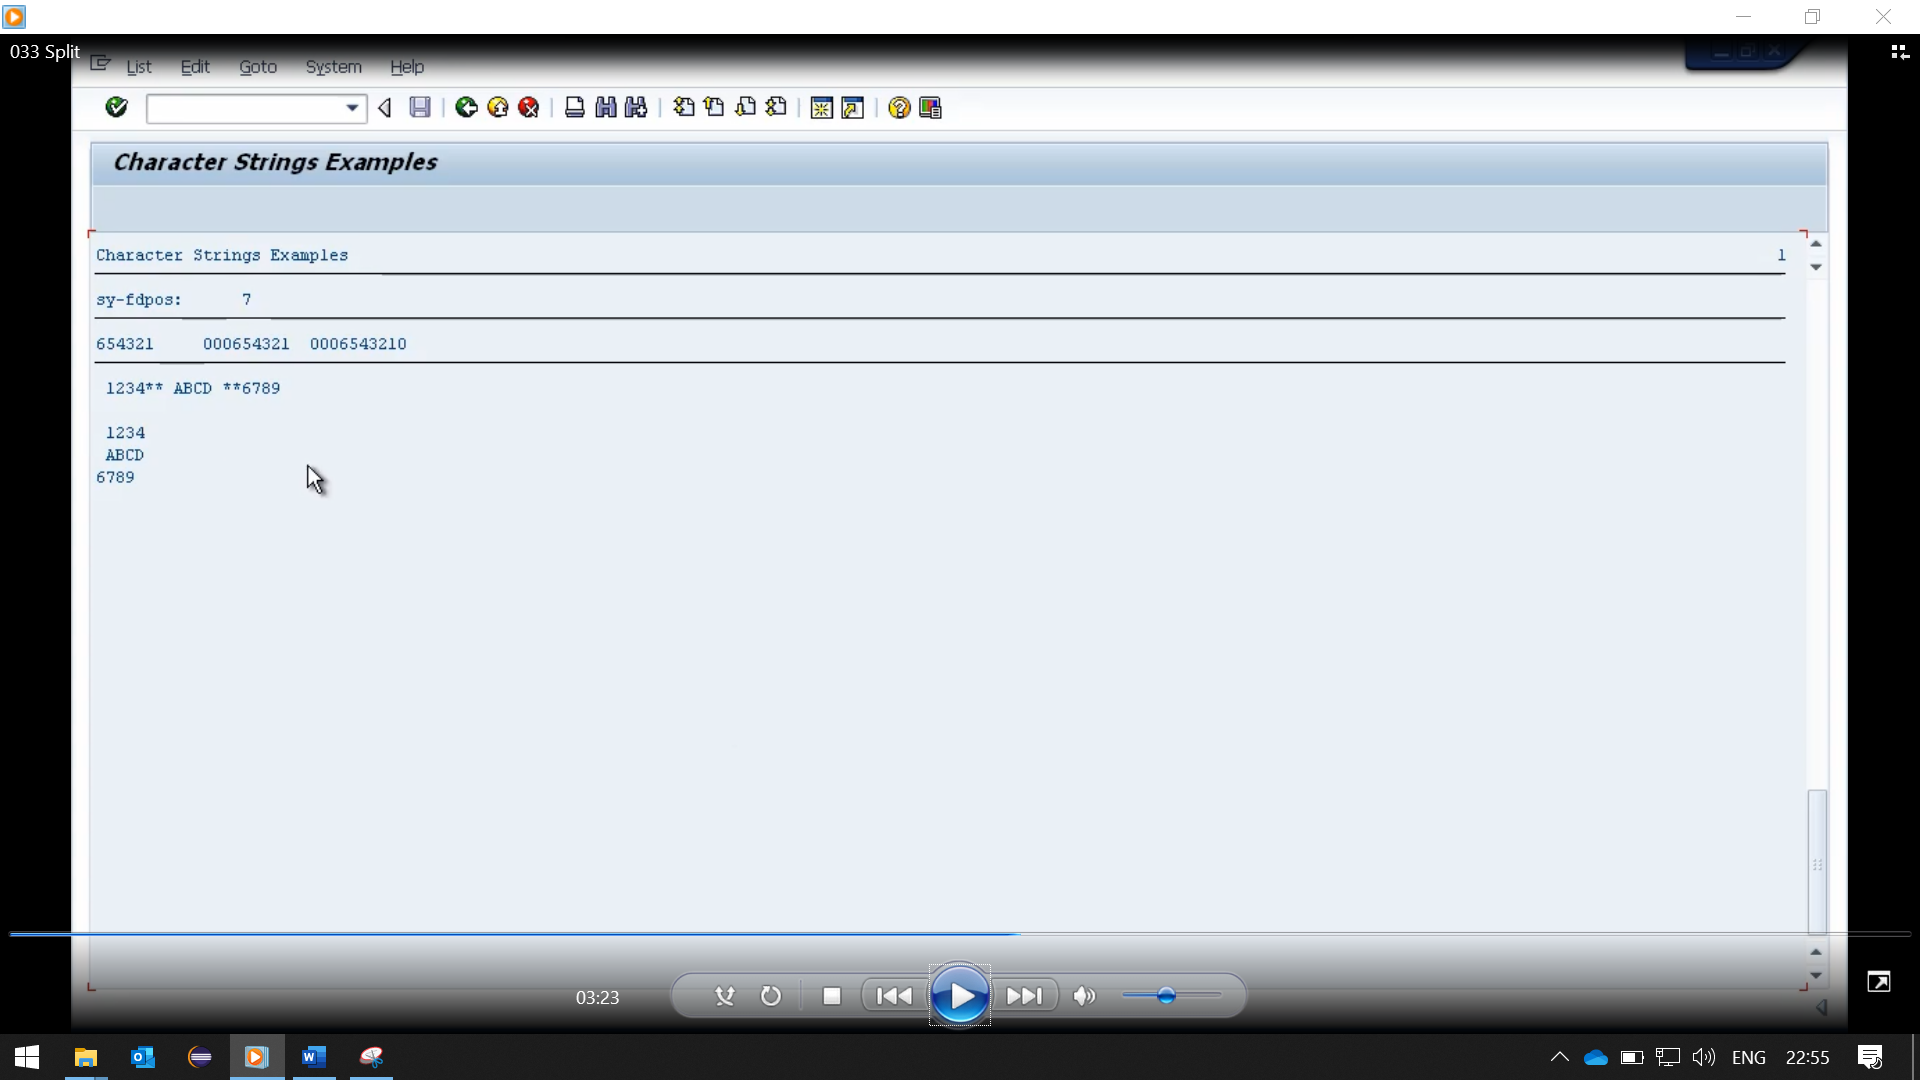 033 Split
List Edit Goto System Help
Character Strings Examples
Character Strings Examples 1
sy-fdpos: 7
654321 000654321 0006543210
1234** ABCD **6789
1234
ABCD
6789
03:23
ENG 22:55